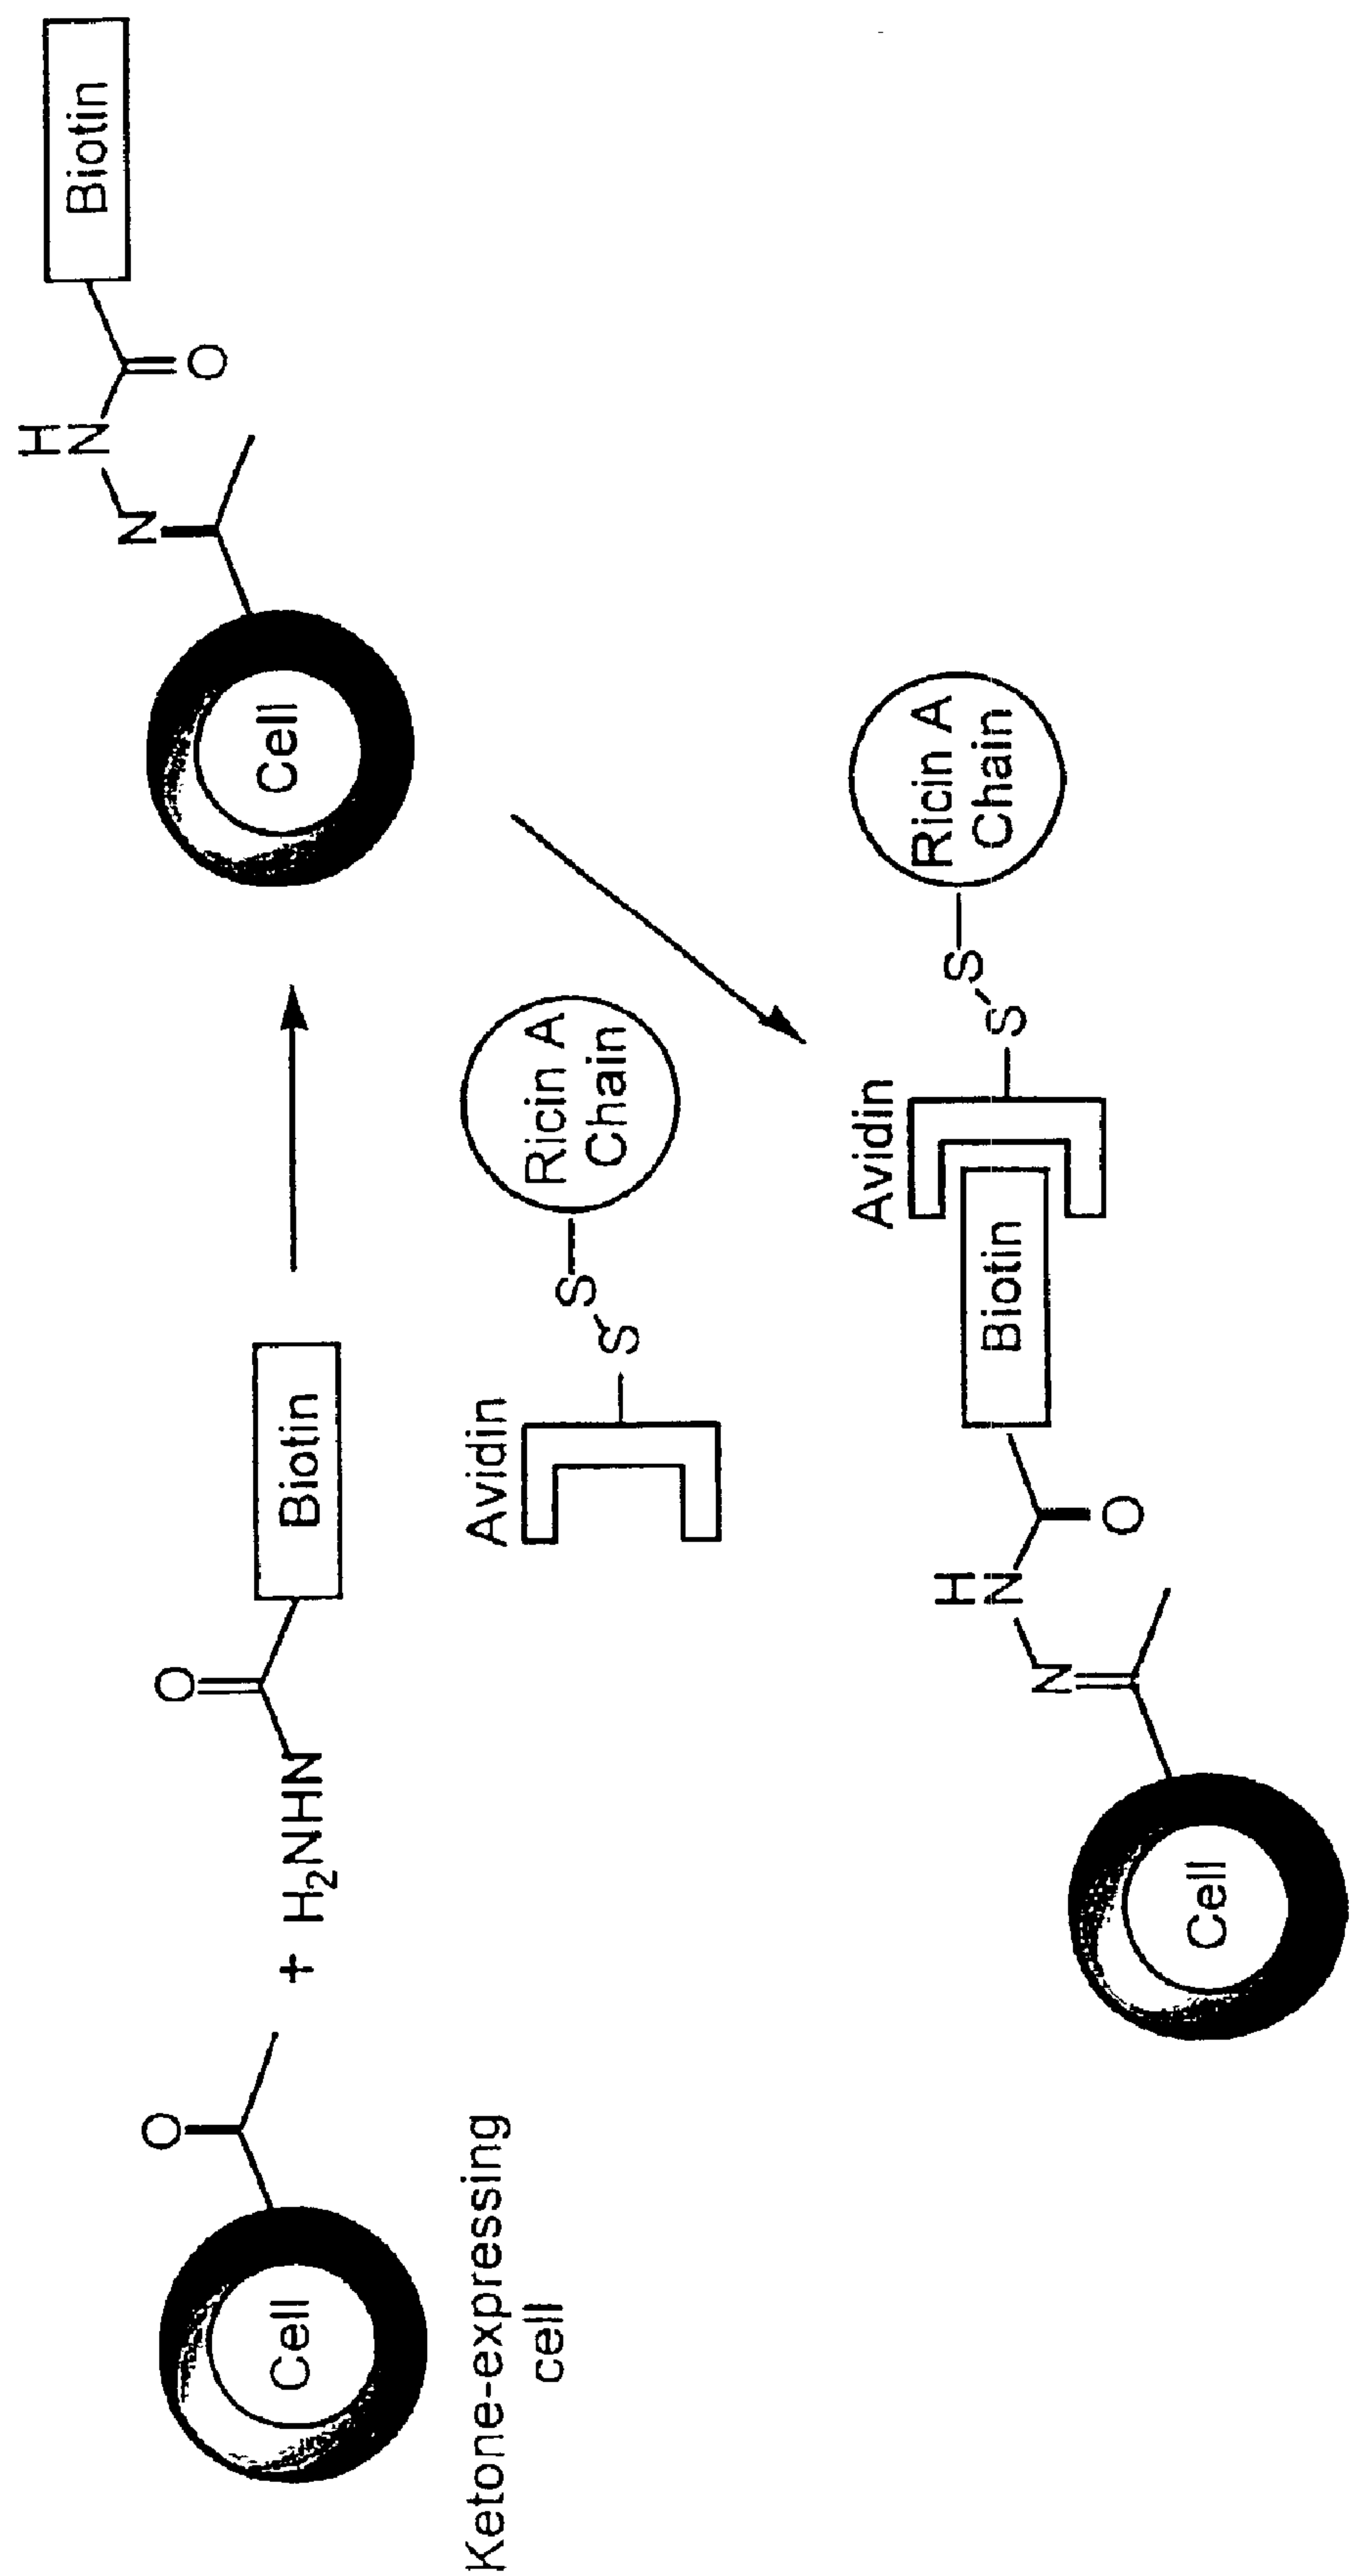 Cell
O
+ H₂NHN
O
Biotin
Ketone-expressing
cell
Cell
N
H
N
O
Biotin
Avidin
S
S
Ricin A
Chain
Cell
N
H
N
O
Biotin
Avidin
S
S
Ricin A
Chain